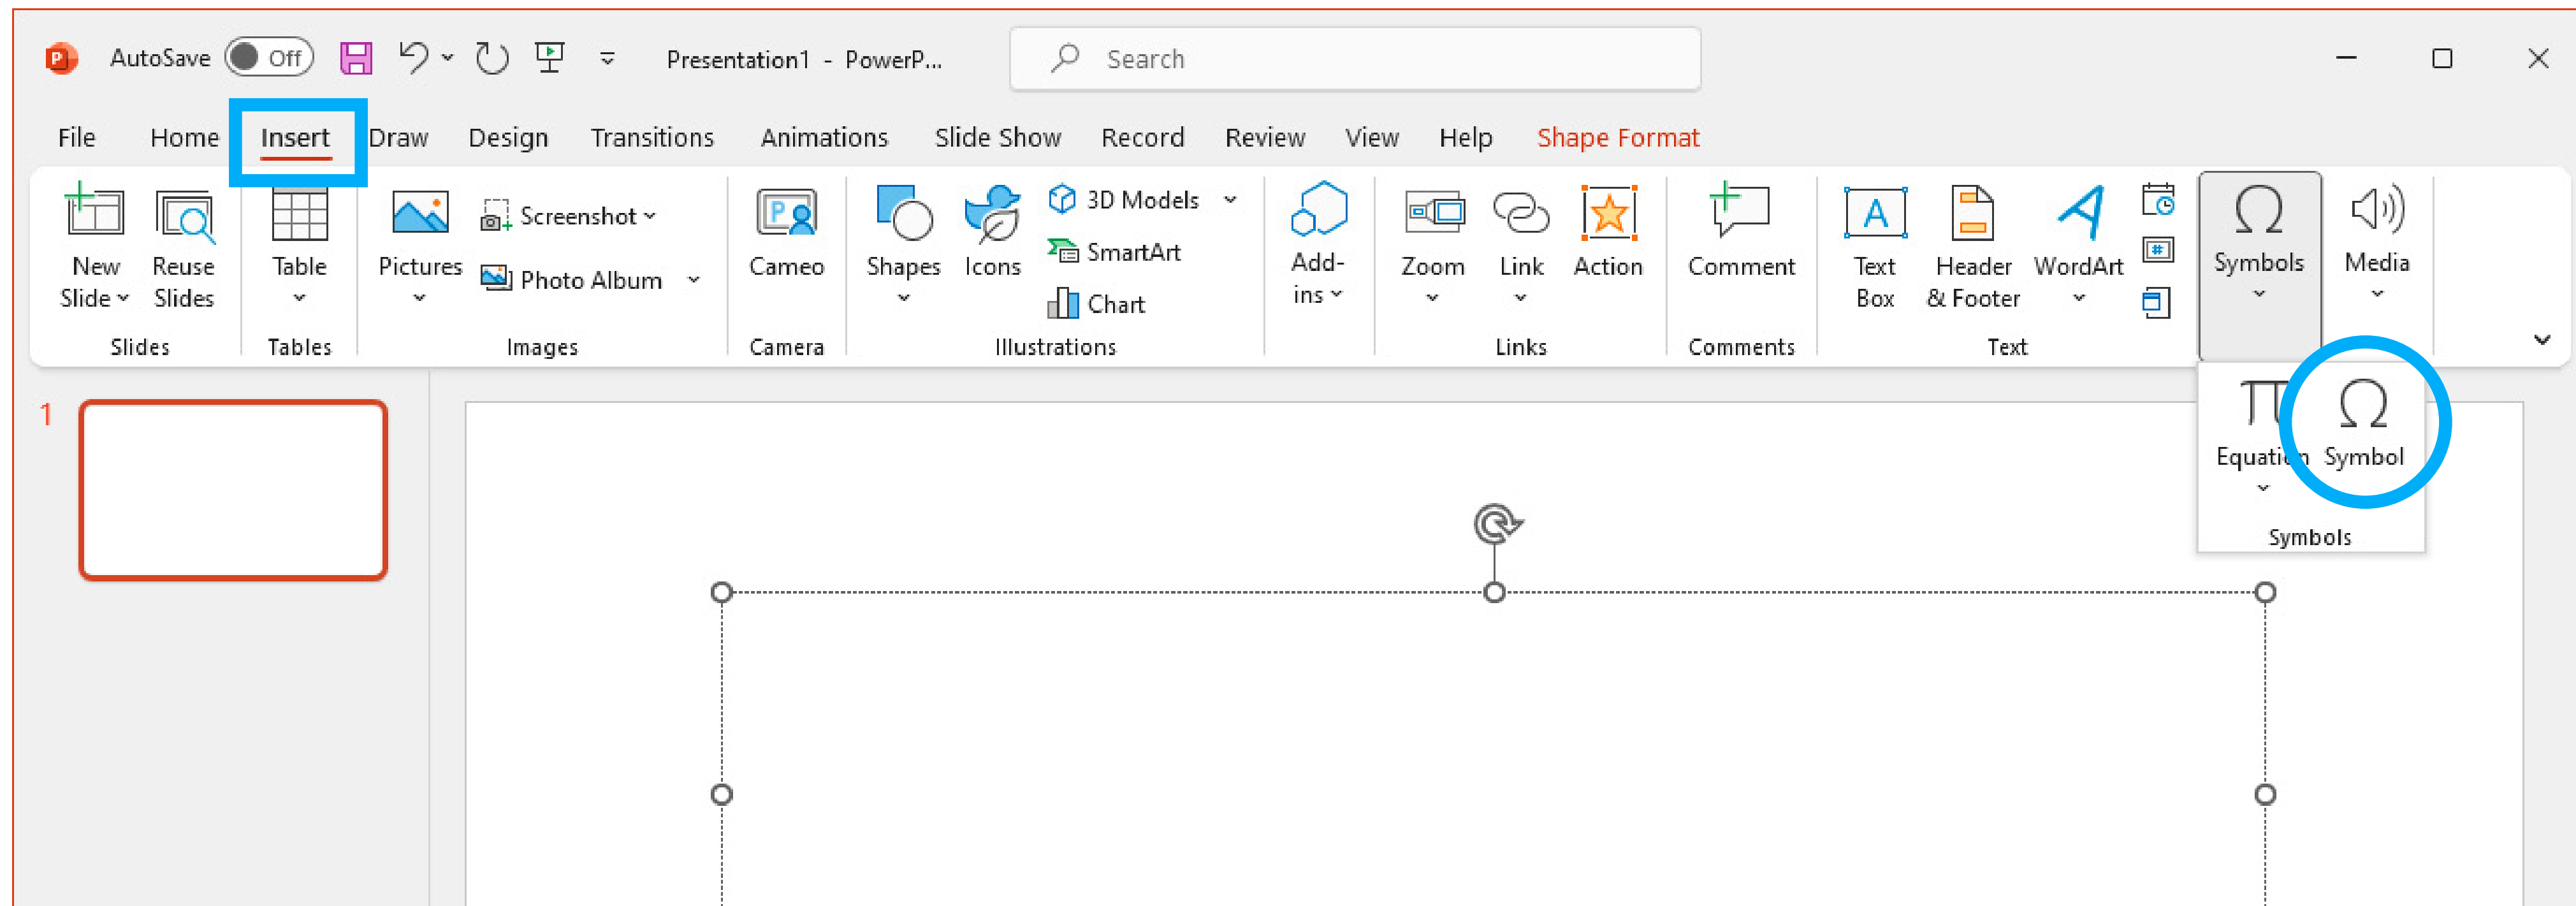 AutoSave Off Presentation1 - PowerP... Search
File Home Insert Draw Design Transitions Animations Slide Show Record Review View Help Shape Format
New Slide
Reuse Slides
Slides
Table
Tables
Pictures
Screenshot
Photo Album
Images
P
Cameo
Camera
Shapes
Icons
3D Models
SmartArt
Chart
Illustrations
Add-
ins
Zoom
Link
Action
Links
Comment
Comments
A
Text
Box
Header
& Footer
A
WordArt
#
Text
Ω
Symbols
Media
1
π
Equation
Ω
Symbol
Symbols